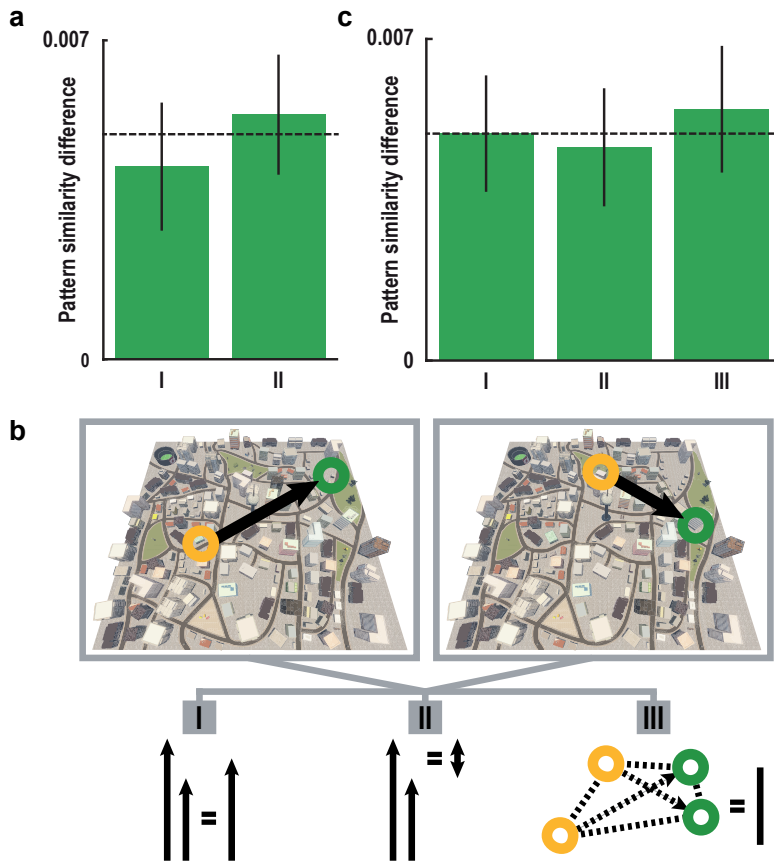 a
0.007
Pattern similarity difference
0
I
II
c
0.007
Pattern similarity difference
0
I
II
III
b
I
II
III
=
=
=